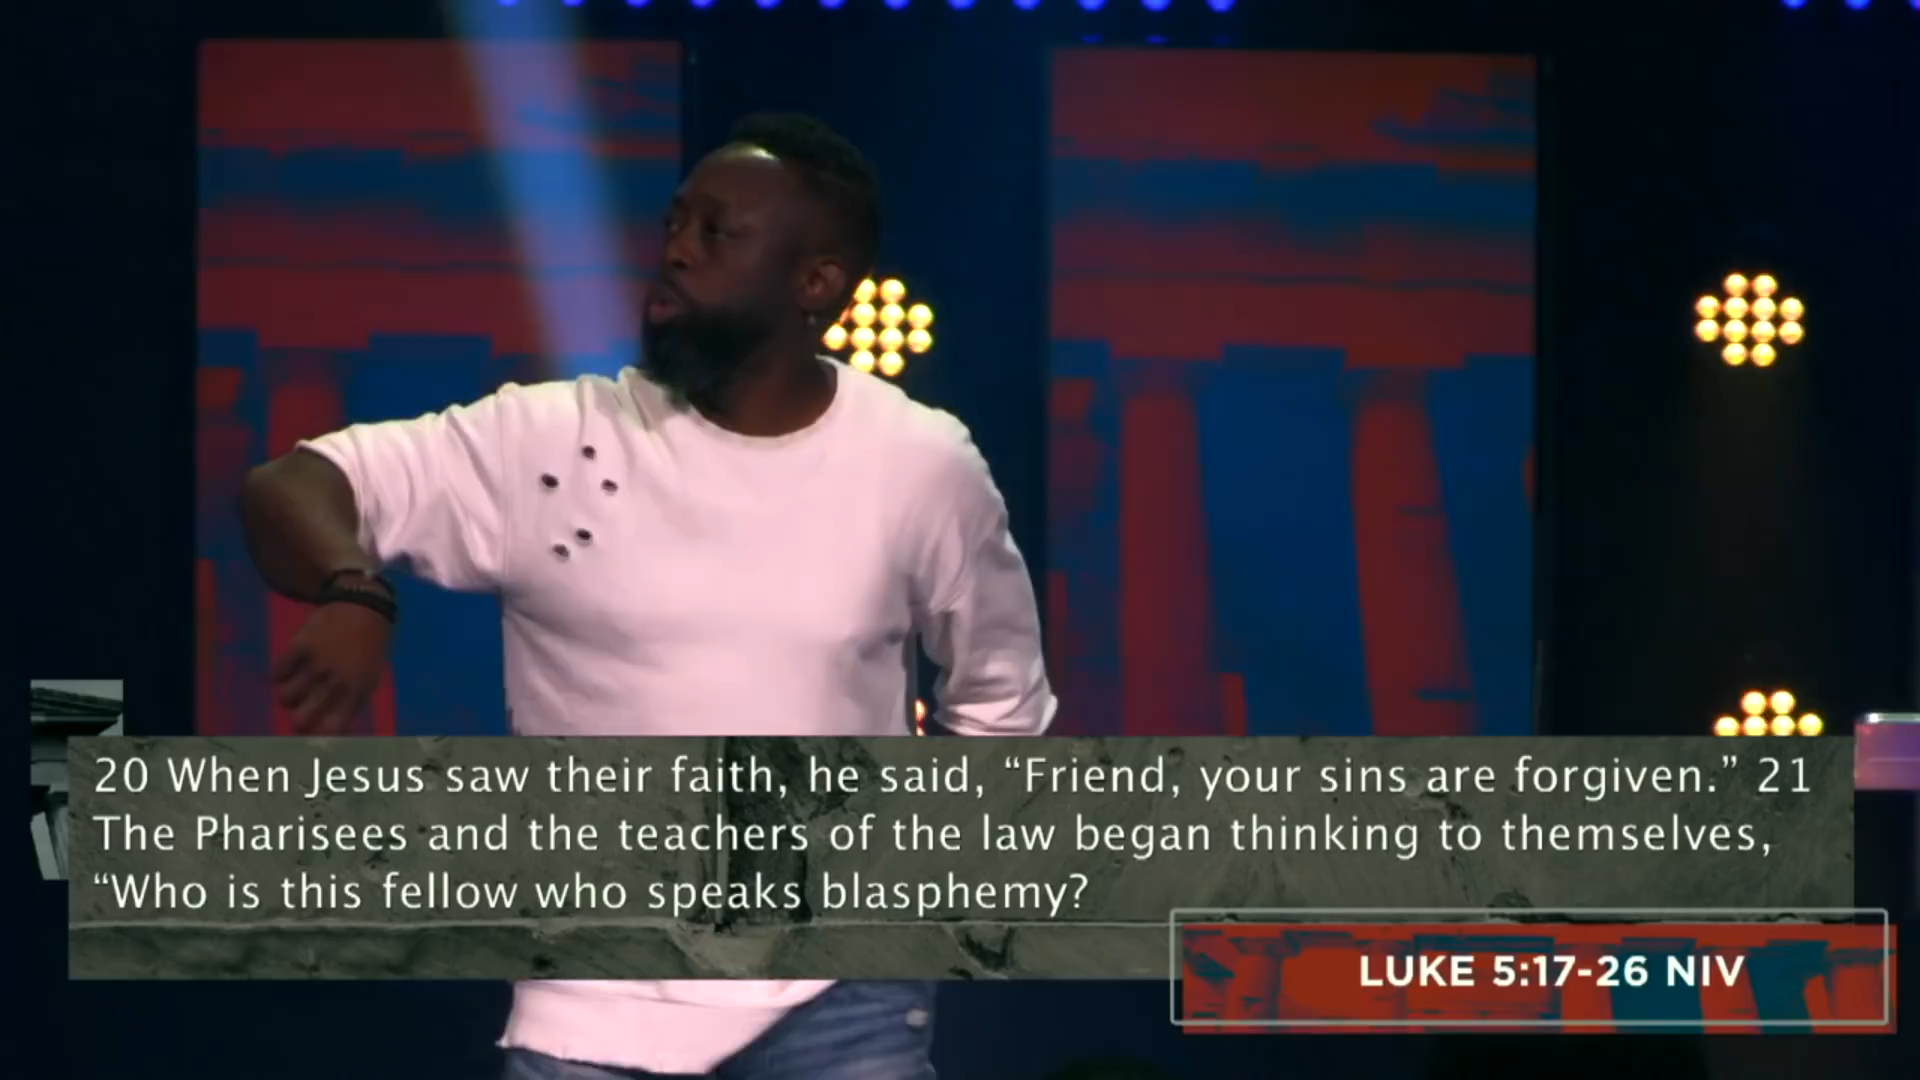 20 When Jesus saw their faith, he said, “Friend, your sins are forgiven.” 21
The Pharisees and the teachers of the law began thinking to themselves,
“Who is this fellow who speaks blasphemy?
LUKE 5:17-26 NIV